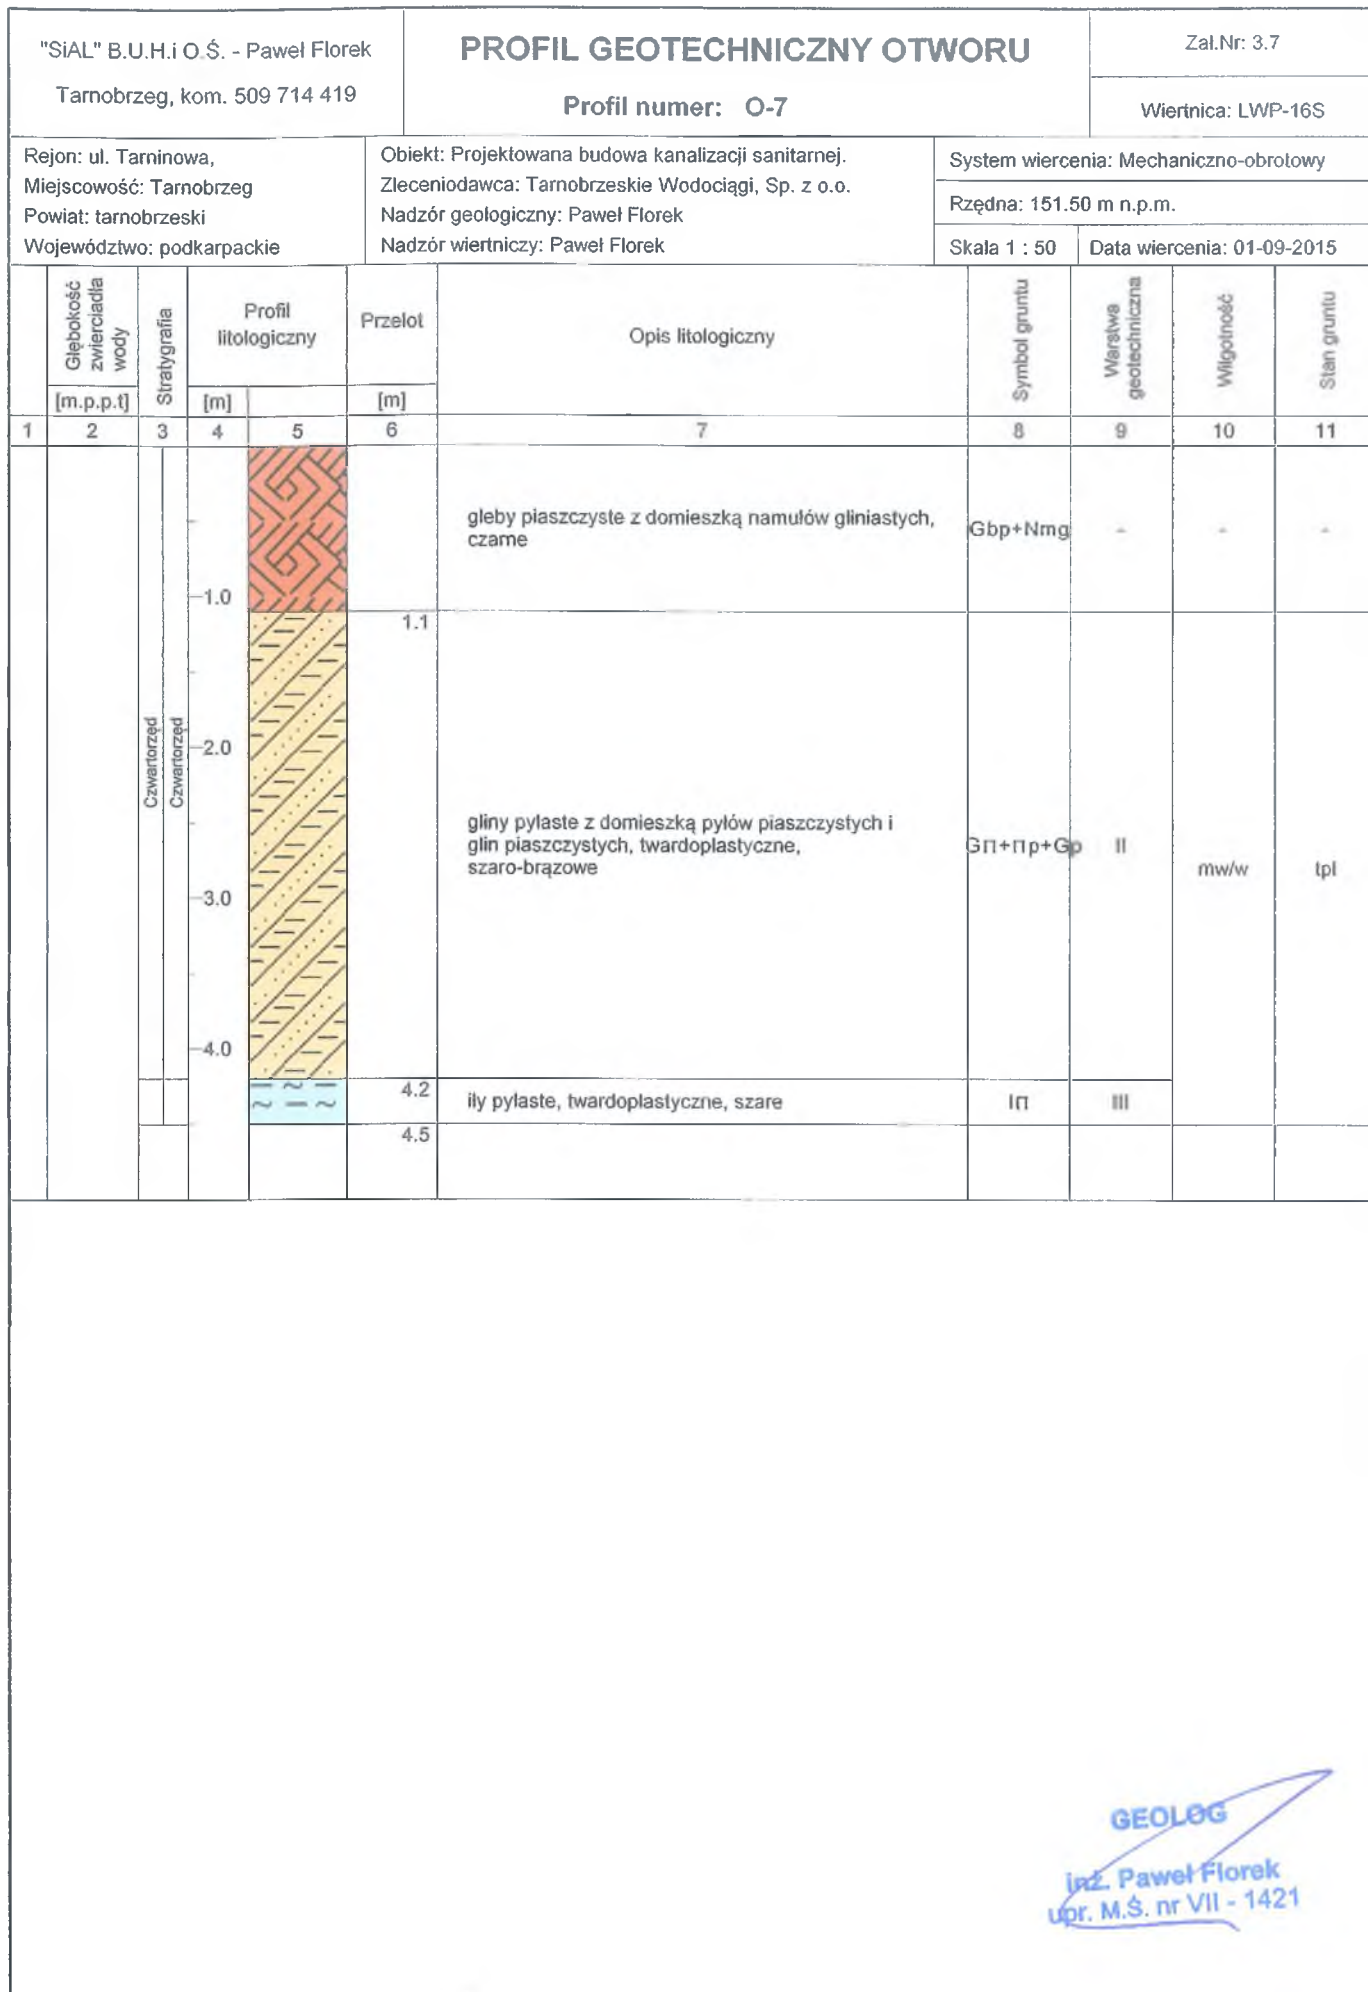 "SiAL" B.U.H.i O.Ś. - Paweł Florek
Tarnobrzeg, kom. 509 714 419
PROFIL GEOTECHNICZNY OTWORU
Profil numer: O-7
Zał.Nr: 3.7
Wiertnica: LWP-16S
Rejon: ul. Tarninowa,
Miejscowość: Tarnobrzeg
Powiat: tarnobrzeski
Województwo: podkarpackie
Obiekt: Projektowana budowa kanalizacji sanitarnej.
Zleceniodawca: Tarnobrzeskie Wodociągi, Sp. z o.o.
Nadzór geologiczny: Paweł Florek
Nadzór wiertniczy: Paweł Florek
System wiercenia: Mechaniczno-obrotowy
Rzędna: 151.50 m n.p.m.
Skala 1 : 50
Data wiercenia: 01-09-2015
Głębokość
zwierciadła
wody
[m.p.p.t]
Stratygrafia
Profil
litologiczny
[m]
Przelot
[m]
Opis litologiczny
Symbol gruntu
Warstwa
geotechniczna
Wilgotność
Stan gruntu
1 2 3 4 5 6 7 8 9 10 11
Czwartorzęd
Czwartorzęd
1.0
2.0
3.0
4.0
gleby piaszczyste z domieszką namułów gliniastych,
czarne
Gbp+Nmg - - -
1.1
gliny pylaste z domieszką pyłów piaszczystych i
glin piaszczystych, twardoplastyczne,
szaro-brązowe
Gπ+πp+Gp II
mw/w tpl
4.2
iły pylaste, twardoplastyczne, szare
Iπ III
4.5
GEOLOG
inż. Paweł Florek
upr. M.Ś. nr VII - 1421